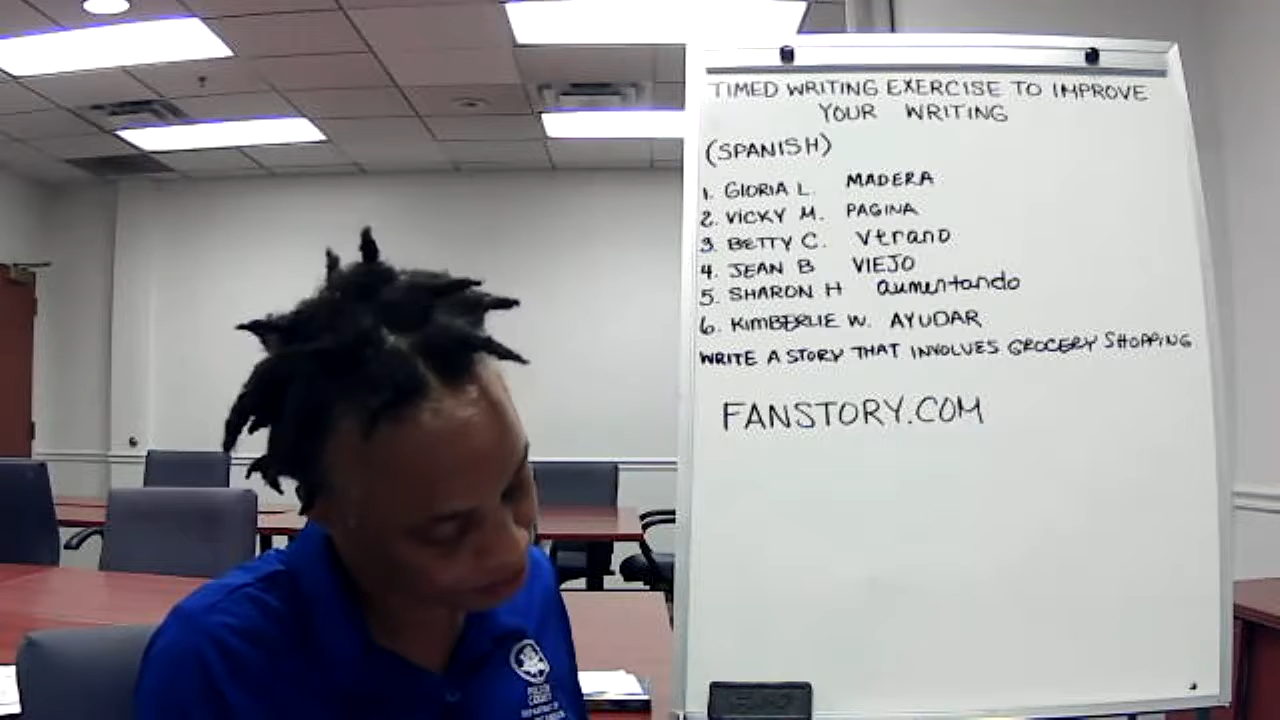 TIMED WRITING EXERCISE TO IMPROVE
YOUR WRITING
(SPANISH)
1. GLORIA L. MADERA
2. VICKY M. PAGINA
3. BETTY C. Verano
4. JEAN B VIEJO
5. SHARON H aumentando
6. KIMBERLIE W. AYUDAR
WRITE A STORY THAT INVOLVES GROCERY SHOPPING
FANSTORY.COM